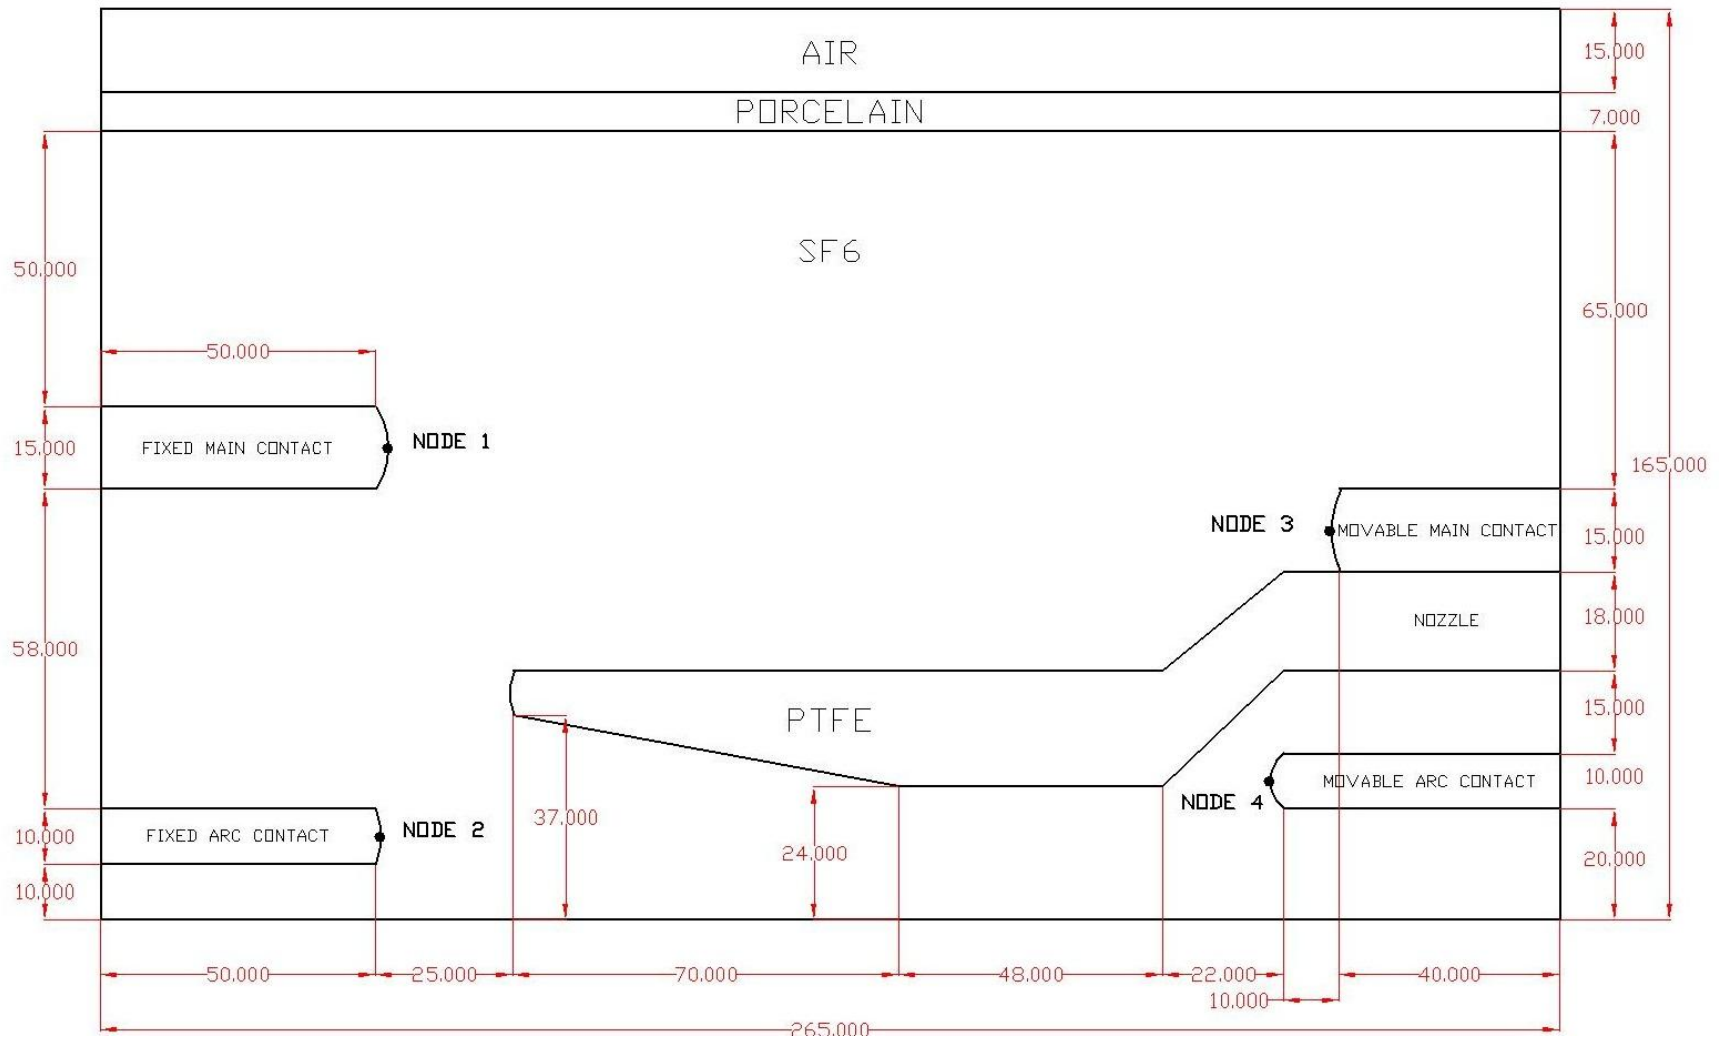 AIR
15.000
PORCELAIN
7.000
SF6
50.000
65.000
50.000
15.000
FIXED MAIN CONTACT
NODE 1
165.000
NODE 3
MOVABLE MAIN CONTACT
15.000
58.000
NOZZLE
18.000
PTFE
15.000
MOVABLE ARC CONTACT
10.000
NODE 4
37.000
10.000
FIXED ARC CONTACT
NODE 2
24.000
20.000
10.000
50.000
25.000
70.000
48.000
22.000
40.000
10.000
265.000